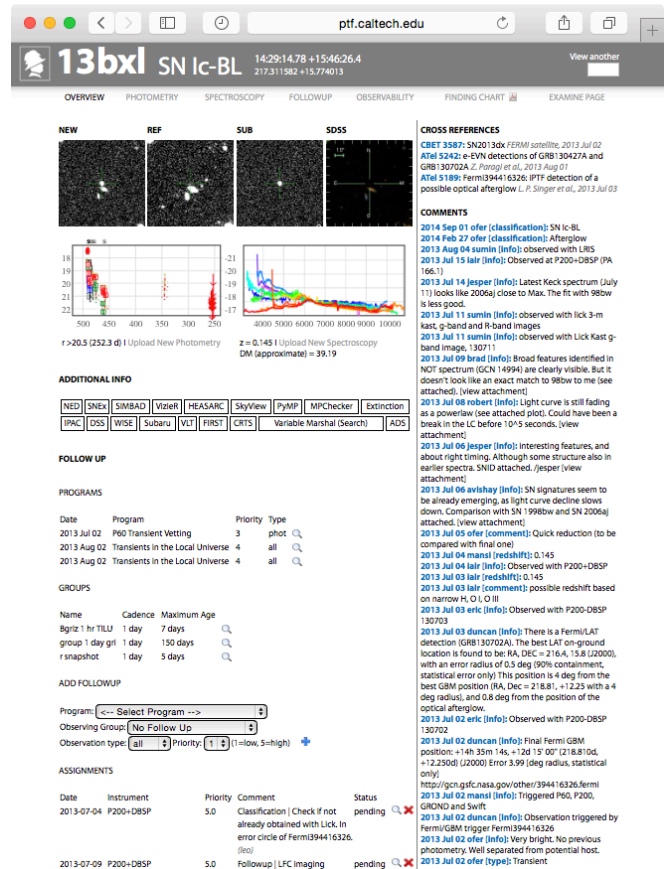 ptf.caltech.edu
13bxl SN Ic-BL 14:29:14.78 +15:46:26.4
217.311582 +15.774013
View another
OVERVIEW PHOTOMETRY SPECTROSCOPY FOLLOWUP OBSERVABILITY FINDING CHART EXAMINE PAGE
NEW REF SUB SDSS
18
19
20
21
22
500 450 400 350 300 250
-21
-20
-19
-18
-17
4000 5000 6000 7000 8000 9000 10000
r >20.5 (252.3 d) | Upload New Photometry
z = 0.145 | Upload New Spectroscopy
DM (approximate) = 39.19
ADDITIONAL INFO
NED SNEx SIMBAD VizieR HEASARC SkyView PyMP MPChecker Extinction
IPAC DSS WISE Subaru VLT FIRST CRTS Variable Marshal (Search) ADS
FOLLOW UP
PROGRAMS
Date Program Priority Type
2013 Jul 02 P60 Transient Vetting 3 phot
2013 Aug 02 Transients in the Local Universe 4 all
2013 Aug 02 Transients in the Local Universe 4 all
GROUPS
Name Cadence Maximum Age
Bgriz 1 hr TILU 1 day 7 days
group 1 day gri 1 day 150 days
r snapshot 1 day 5 days
ADD FOLLOWUP
Program: <-- Select Program -->
Observing Group: No Follow Up
Observation type: all Priority: 1 (1=low, 5=high)
ASSIGNMENTS
Date Instrument Priority Comment Status
2013-07-04 P200+DBSP 5.0 Classification | Check if not pending
already obtained with Lick. In
error circle of Fermi394416326.
(leo)
2013-07-09 P200+DBSP 5.0 Followup | LFC imaging pending
CROSS REFERENCES
CBET 3587: SN2013dx FERMI satellite, 2013 Jul 02
ATel 5242: e-EVN detections of GRB130427A and
GRB130702A Z. Paragi et al., 2013 Aug 01
ATel 5189: Fermi394416326: iPTF detection of a
possible optical afterglow L. P. Singer et al., 2013 Jul 03
COMMENTS
2014 Sep 01 ofer [classification]: SN Ic-BL
2014 Feb 27 ofer [classification]: Afterglow
2013 Aug 04 sumin [info]: observed with LRIS
2013 Jul 15 iair [info]: Observed at P200+DBSP (PA
166.1)
2013 Jul 14 jesper [info]: Latest Keck spectrum (July
11) looks like 2006aj close to Max. The fit with 98bw
is less good.
2013 Jul 11 sumin [info]: observed with lick 3-m
kast, g-band and R-band images
2013 Jul 11 sumin [info]: observed with Lick Kast g-
band image, 130711
2013 Jul 09 brad [info]: Broad features identified in
NOT spectrum (GCN 14994) are clearly visible. But it
doesn't look like an exact match to 98bw to me (see
attached). [view attachment]
2013 Jul 08 robert [info]: Light curve is still fading
as a powerlaw (see attached plot). Could have been a
break in the LC before 10^5 seconds. [view
attachment]
2013 Jul 06 jesper [info]: interesting features, and
about right timing. Although some structure also in
earlier spectra. SNID attached. /jesper [view
attachment]
2013 Jul 06 avishay [info]: SN signatures seem to
be already emerging, as light curve decline slows
down. Comparison with SN 1998bw and SN 2006aj
attached. [view attachment]
2013 Jul 05 ofer [comment]: Quick reduction (to be
compared with final one)
2013 Jul 04 mansi [redshift]: 0.145
2013 Jul 04 iair [info]: Observed with P200+DBSP
2013 Jul 03 iair [redshift]: 0.145
2013 Jul 03 iair [comment]: possible redshift based
on narrow H, O I, O III
2013 Jul 03 eric [info]: Observed with P200-DBSP
130703
2013 Jul 03 duncan [info]: There is a Fermi/LAT
detection (GRB130702A). The best LAT on-ground
location is found to be: RA, DEC = 216.4, 15.8 (J2000),
with an error radius of 0.5 deg (90% containment,
statistical error only) This position is 4 deg from the
best GBM position (RA, Dec = 218.81, +12.25 with a 4
deg radius), and 0.8 deg from the position of the
optical afterglow.
2013 Jul 02 eric [info]: Observed with P200-DBSP
130702
2013 Jul 02 duncan [info]: Final Fermi GBM
position: +14h 35m 14s, +12d 15' 00" (218.810d,
+12.250d) (J2000) Error 3.99 [deg radius, statistical
only]
http://gcn.gsfc.nasa.gov/other/394416326.fermi
2013 Jul 02 mansi [info]: Triggered P60, P200,
GROND and Swift
2013 Jul 02 duncan [info]: Observation triggered by
Fermi/GBM trigger Fermi394416326
2013 Jul 02 ofer [info]: Very bright. No previous
photometry. Well separated from potential host.
2013 Jul 02 ofer [type]: Transient